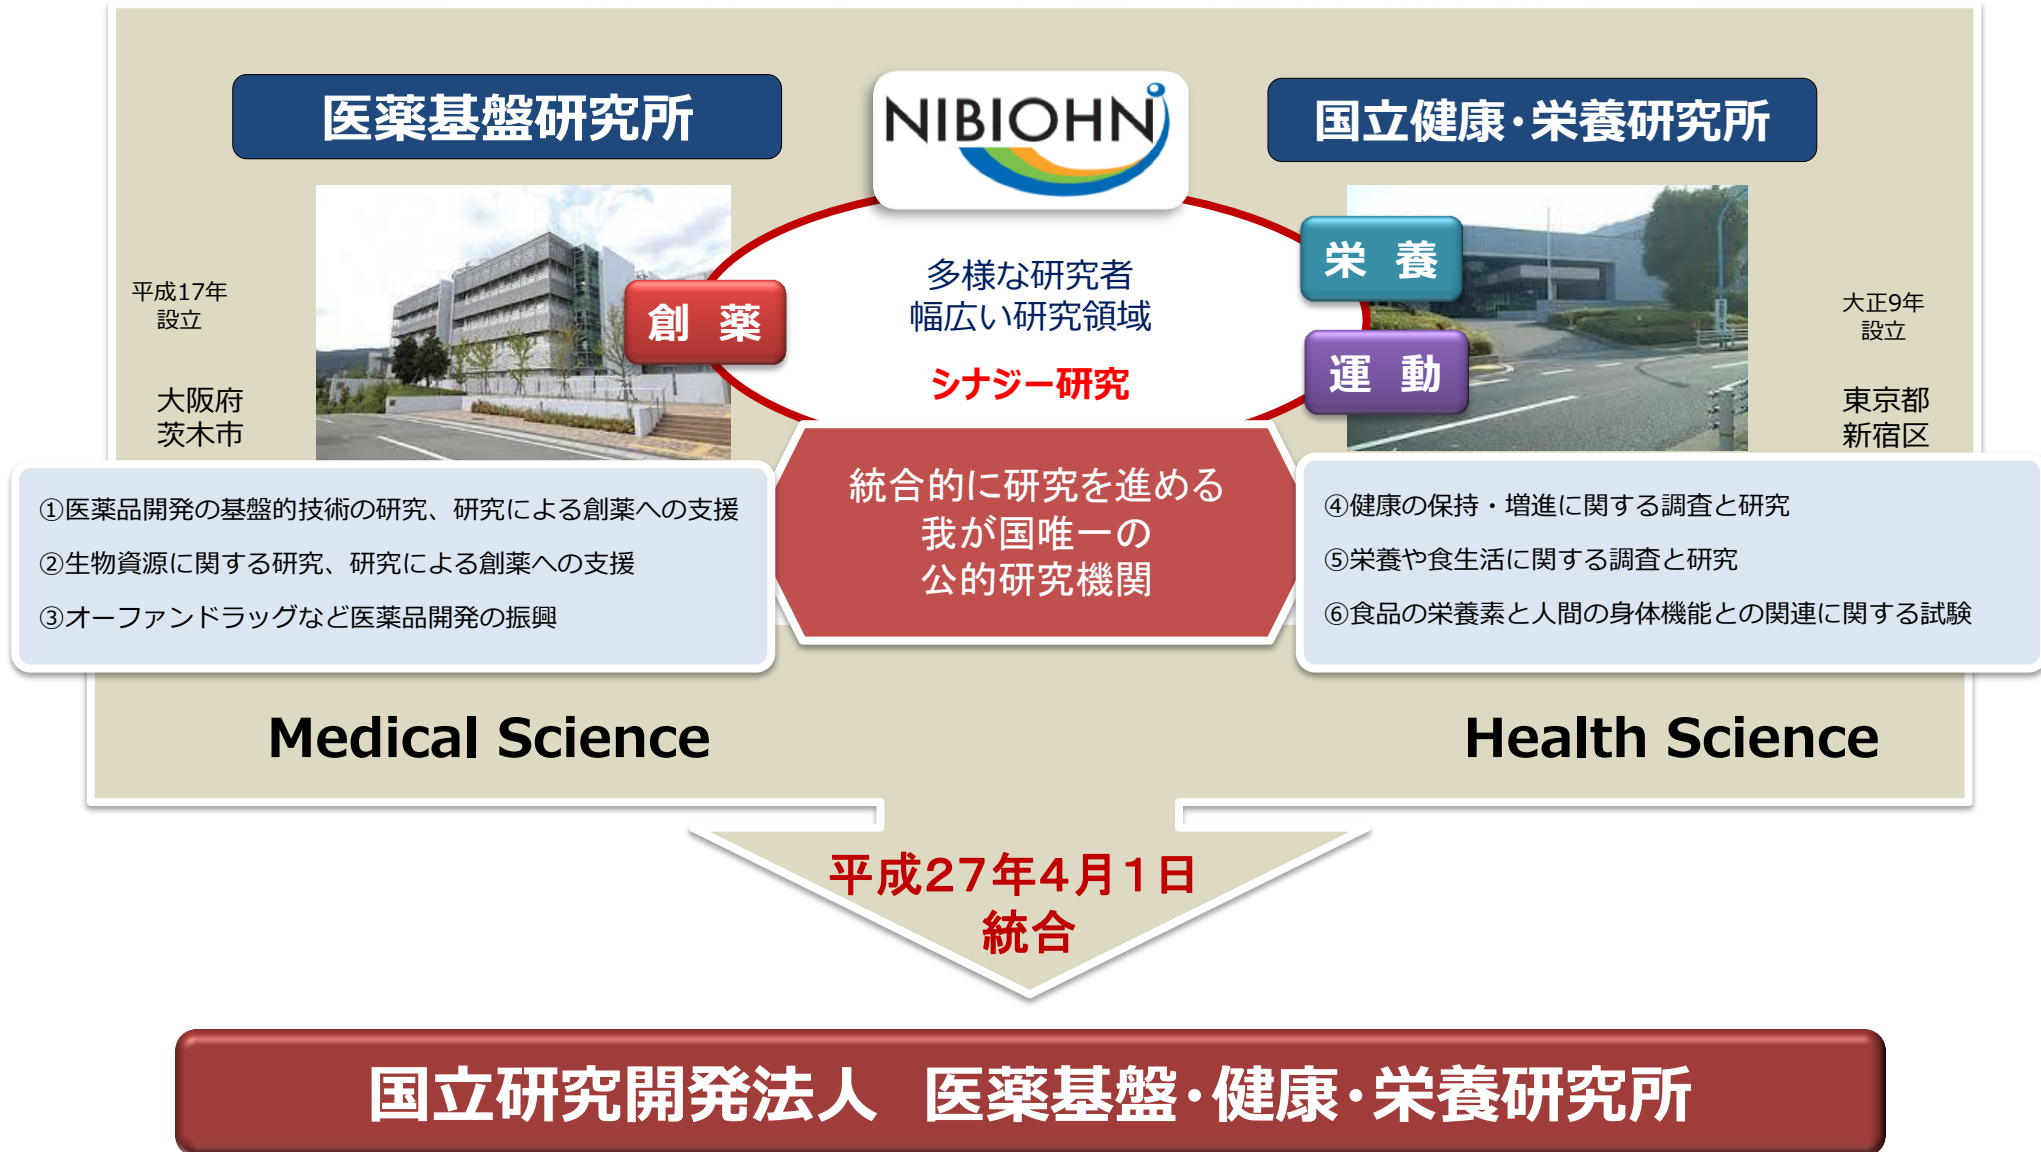 医薬基盤研究所
NIBIOHN
国立健康・栄養研究所
平成17年
設立
大阪府
茨木市
創 薬
多様な研究者
幅広い研究領域
シナジー研究
栄 養
運 動
大正9年
設立
東京都
新宿区
①医薬品開発の基盤的技術の研究、研究による創薬への支援
②生物資源に関する研究、研究による創薬への支援
③オーファンドラッグなど医薬品開発の振興
統合的に研究を進める
我が国唯一の
公的研究機関
④健康の保持・増進に関する調査と研究
⑤栄養や食生活に関する調査と研究
⑥食品の栄養素と人間の身体機能との関連に関する試験
Medical Science
Health Science
平成27年4月1日
統合
国立研究開発法人 医薬基盤・健康・栄養研究所